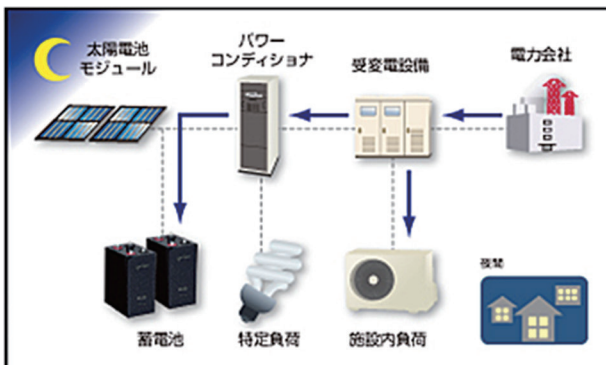 太陽電池
モジュール
パワー
コンディショナ
受変電設備
電力会社
蓄電池
特定負荷
施設内負荷
夜間